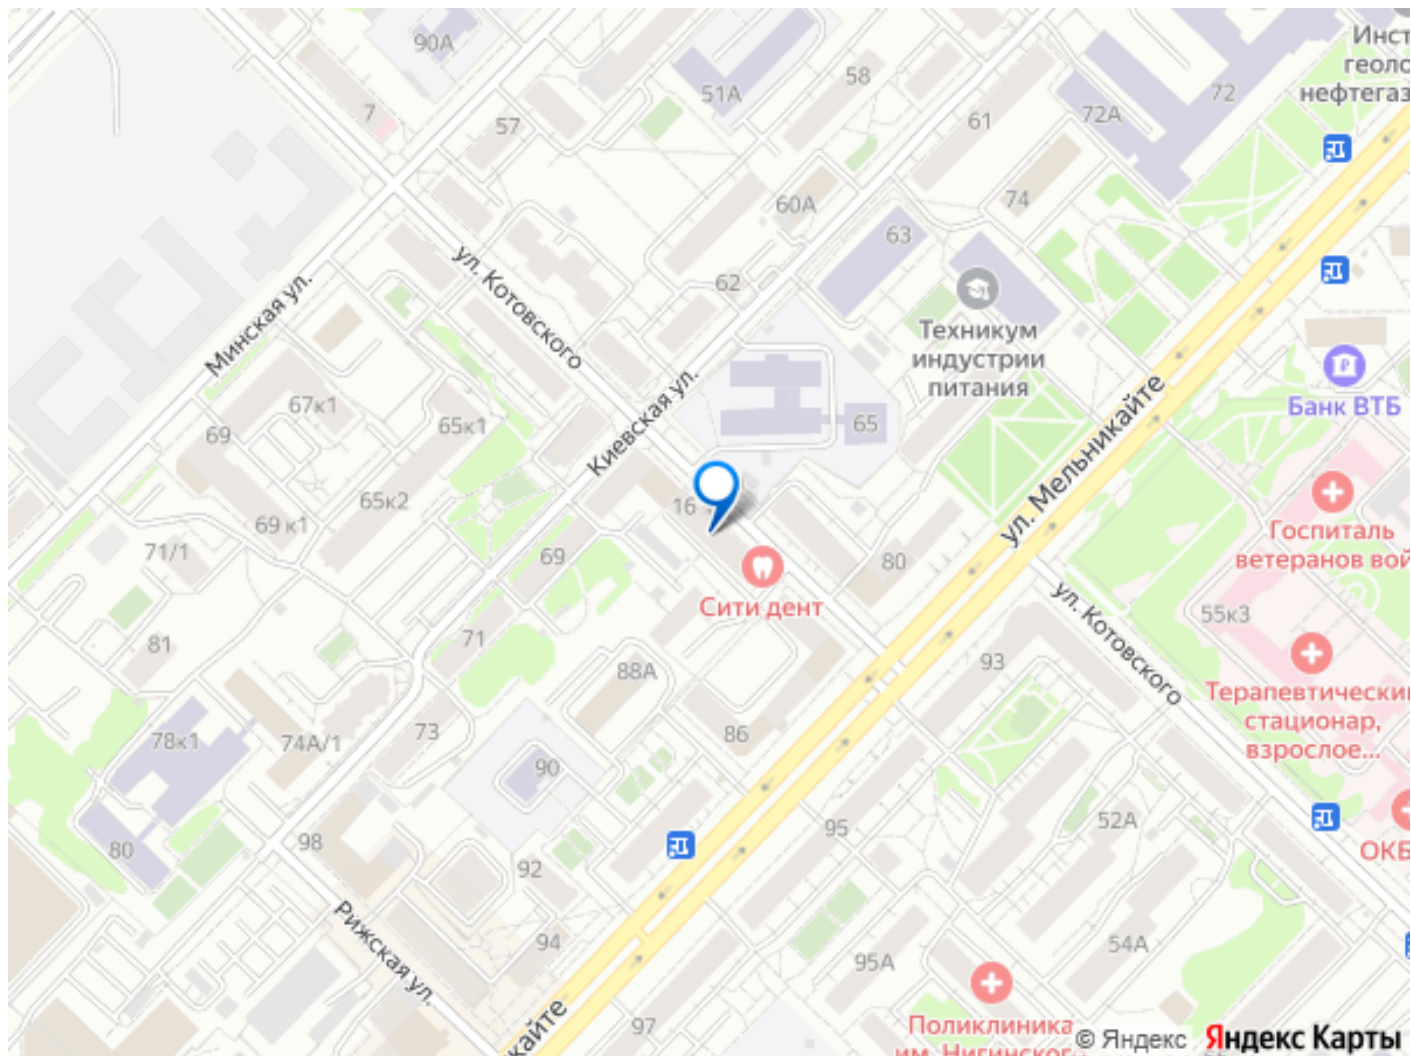 90А
Инст
геоло
нефтегаз
58
51А
72
72А
7
57
61
60А
74
63
ул. Котовского
62
Минская ул.
Техникум
индустрии
питания
Банк ВТБ
67к1
69
65к1
Киевская ул.
65
ул. Мельникайте
65к2
16
69 к1
Госпиталь
ветеранов вой
71/1
69
80
Сити дент
ул. Котовского
55к3
81
71
88А
93
Терапевтически
стационар,
взрослое...
78к1
74А/1
73
86
90
80
98
95
52А
ОКБ
92
Рижская ул.
94
95А
54А
97
кайте
Поликлиника
им. Нигинского
© Яндекс Яндекс Карты